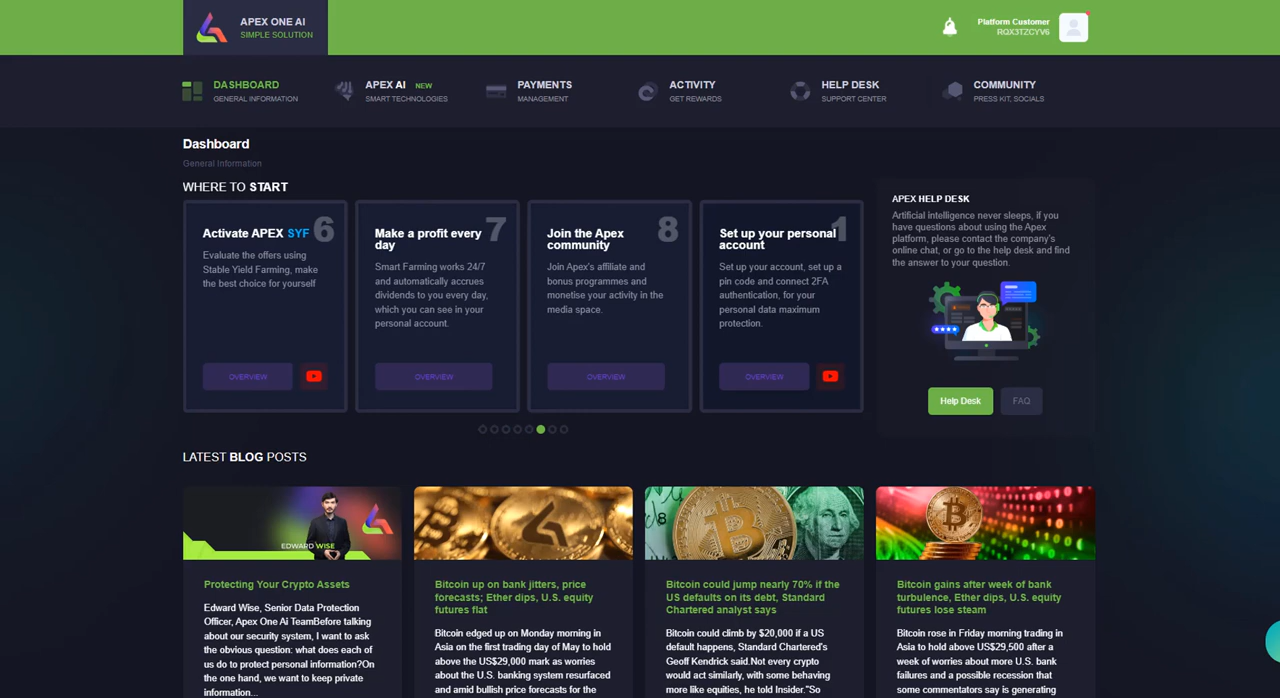 APEX ONE AI
SIMPLE SOLUTION
Platform Customer
RQX3TZCYV6
DASHBOARD
GENERAL INFORMATION
APEX AI NEW
SMART TECHNOLOGIES
PAYMENTS
MANAGEMENT
ACTIVITY
GET REWARDS
HELP DESK
SUPPORT CENTER
COMMUNITY
PRESS KIT, SOCIALS
Dashboard
General Information
WHERE TO START
6
Activate APEX SYF
Evaluate the offers using
Stable Yield Farming, make
the best choice for yourself
OVERVIEW
7
Make a profit every
day
Smart Farming works 24/7
and automatically accrues
dividends to you every day,
which you can see in your
personal account.
OVERVIEW
8
Join the Apex
community
Join Apex's affiliate and
bonus programmes and
monetise your activity in the
media space.
OVERVIEW
1
Set up your personal
account
Set up your account, set up a
pin code and connect 2FA
authentication, for your
personal data maximum
protection.
OVERVIEW
APEX HELP DESK
Artificial intelligence never sleeps, if you
have questions about using the Apex
platform, please contact the company's
online chat, or go to the help desk and find
the answer to your question.
Help Desk
FAQ
LATEST BLOG POSTS
EDWARD WISE
Protecting Your Crypto Assets
Edward Wise, Senior Data Protection
Officer, Apex One Ai TeamBefore talking
about our security system, I want to ask
the obvious question: what does each of
us do to protect personal information?On
the one hand, we want to keep private
information...
Bitcoin up on bank jitters, price
forecasts; Ether dips, U.S. equity
futures flat
Bitcoin edged up on Monday morning in
Asia on the first trading day of May to hold
above the US$29,000 mark as worries
about the U.S. banking system resurfaced
and amid bullish price forecasts for the
Bitcoin could jump nearly 70% if the
US defaults on its debt, Standard
Chartered analyst says
Bitcoin could climb by $20,000 if a US
default happens, Standard Chartered's
Geoff Kendrick said.Not every crypto
would act similarly, with some behaving
more like equities, he told Insider."So
Bitcoin gains after week of bank
turbulence, Ether dips, U.S. equity
futures lose steam
Bitcoin rose in Friday morning trading in
Asia to hold above US$29,500 after a
week of worries about more U.S. bank
failures and a possible recession that
some commentators say is generating